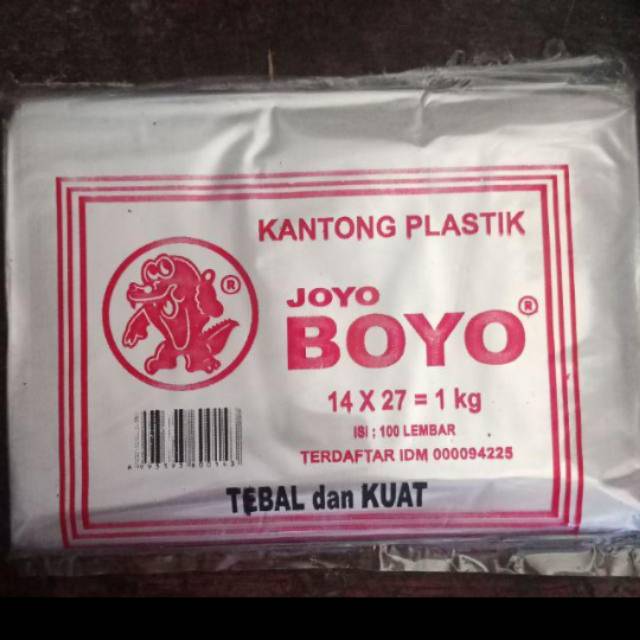 KANTONG PLASTIK
®
JOYO
BOYO®
14 X 27 = 1 kg
ISI ; 100 LEMBAR
TERDAFTAR IDM 000094225
TEBAL dan KUAT